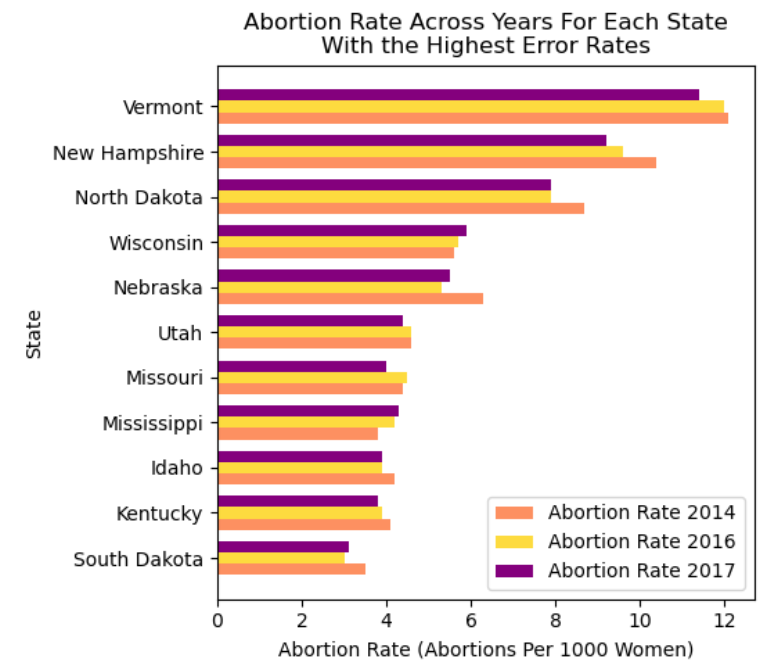 Abortion Rate Across Years For Each State
With the Highest Error Rates
State
Vermont
New Hampshire
North Dakota
Wisconsin
Nebraska
Utah
Missouri
Mississippi
Idaho
Kentucky
South Dakota
Abortion Rate 2014
Abortion Rate 2016
Abortion Rate 2017
0 2 4 6 8 10 12
Abortion Rate (Abortions Per 1000 Women)